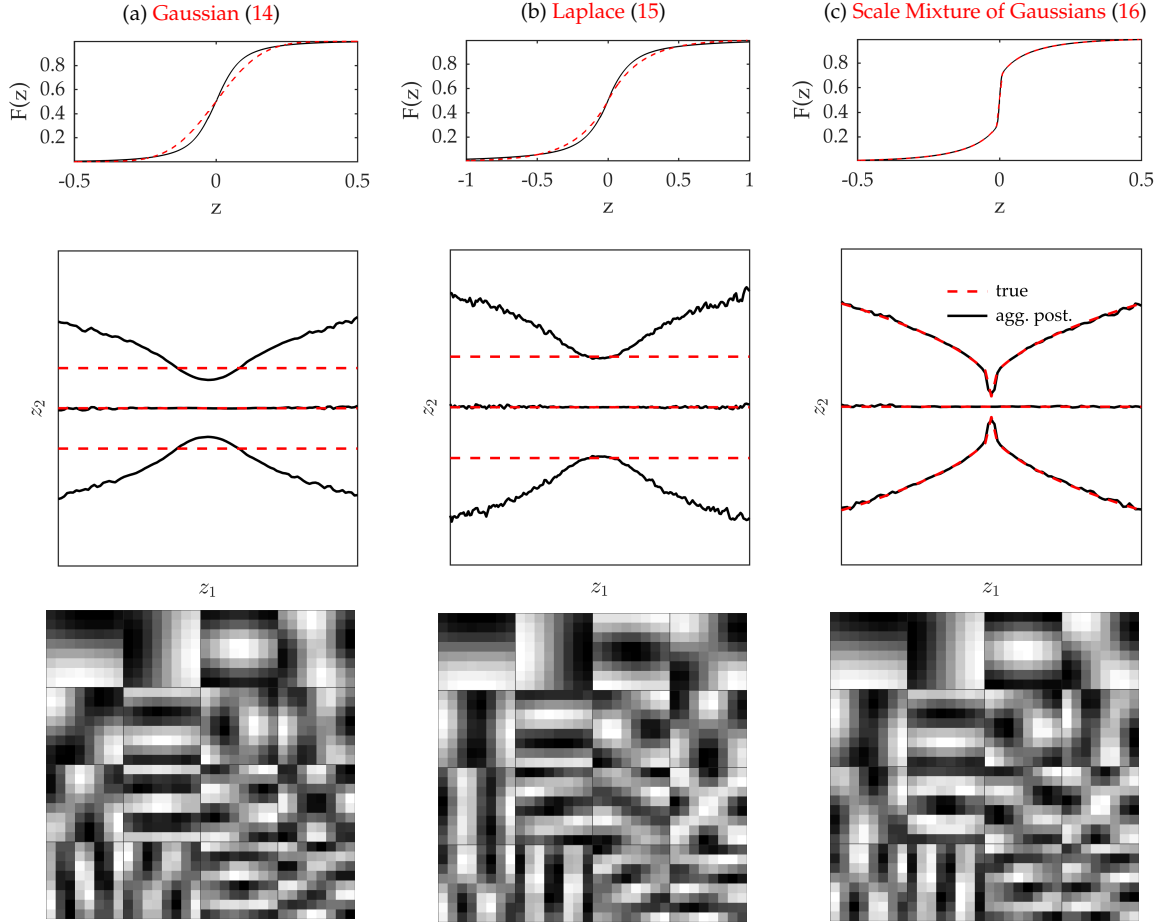 (a) Gaussian (14)
(b) Laplace (15)
(c) Scale Mixture of Gaussians (16)
F(z)
0.8
0.6
0.4
0.2
-0.5
0
0.5
z
F(z)
0.8
0.6
0.4
0.2
-1
-0.5
0
0.5
1
z
F(z)
0.8
0.6
0.4
0.2
-0.5
0
0.5
z
z2
z1
z2
z1
true
agg. post.
z2
z1